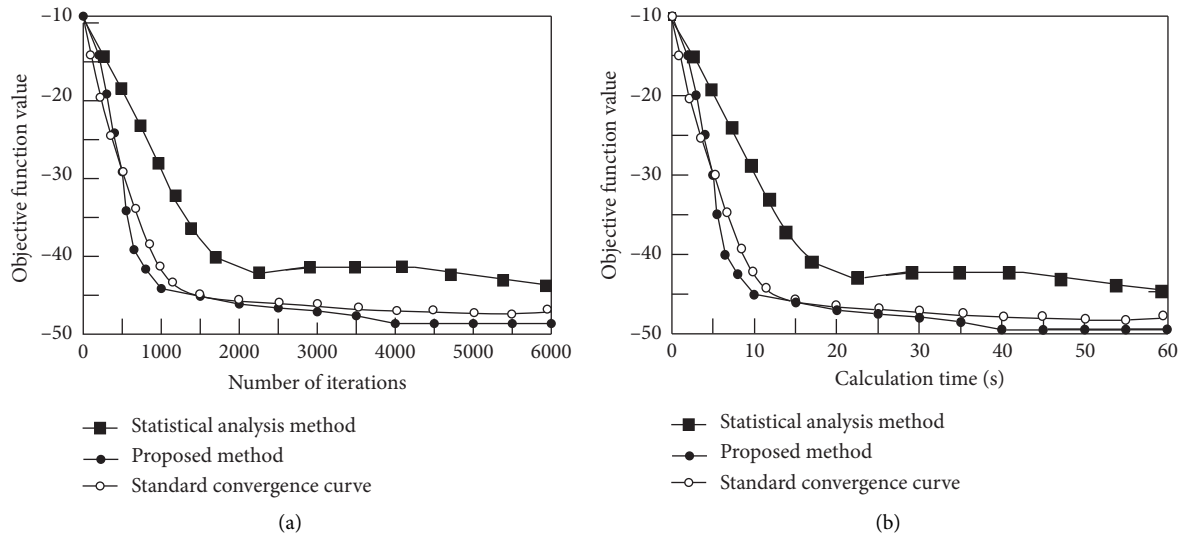 −10
−20
−30
−40
−50
Objective function value
0 1000 2000 3000 4000 5000 6000
Number of iterations
Statistical analysis method
Proposed method
Standard convergence curve
(a)
−10
−20
−30
−40
−50
Objective function value
0 10 20 30 40 50 60
Calculation time (s)
Statistical analysis method
Proposed method
Standard convergence curve
(b)